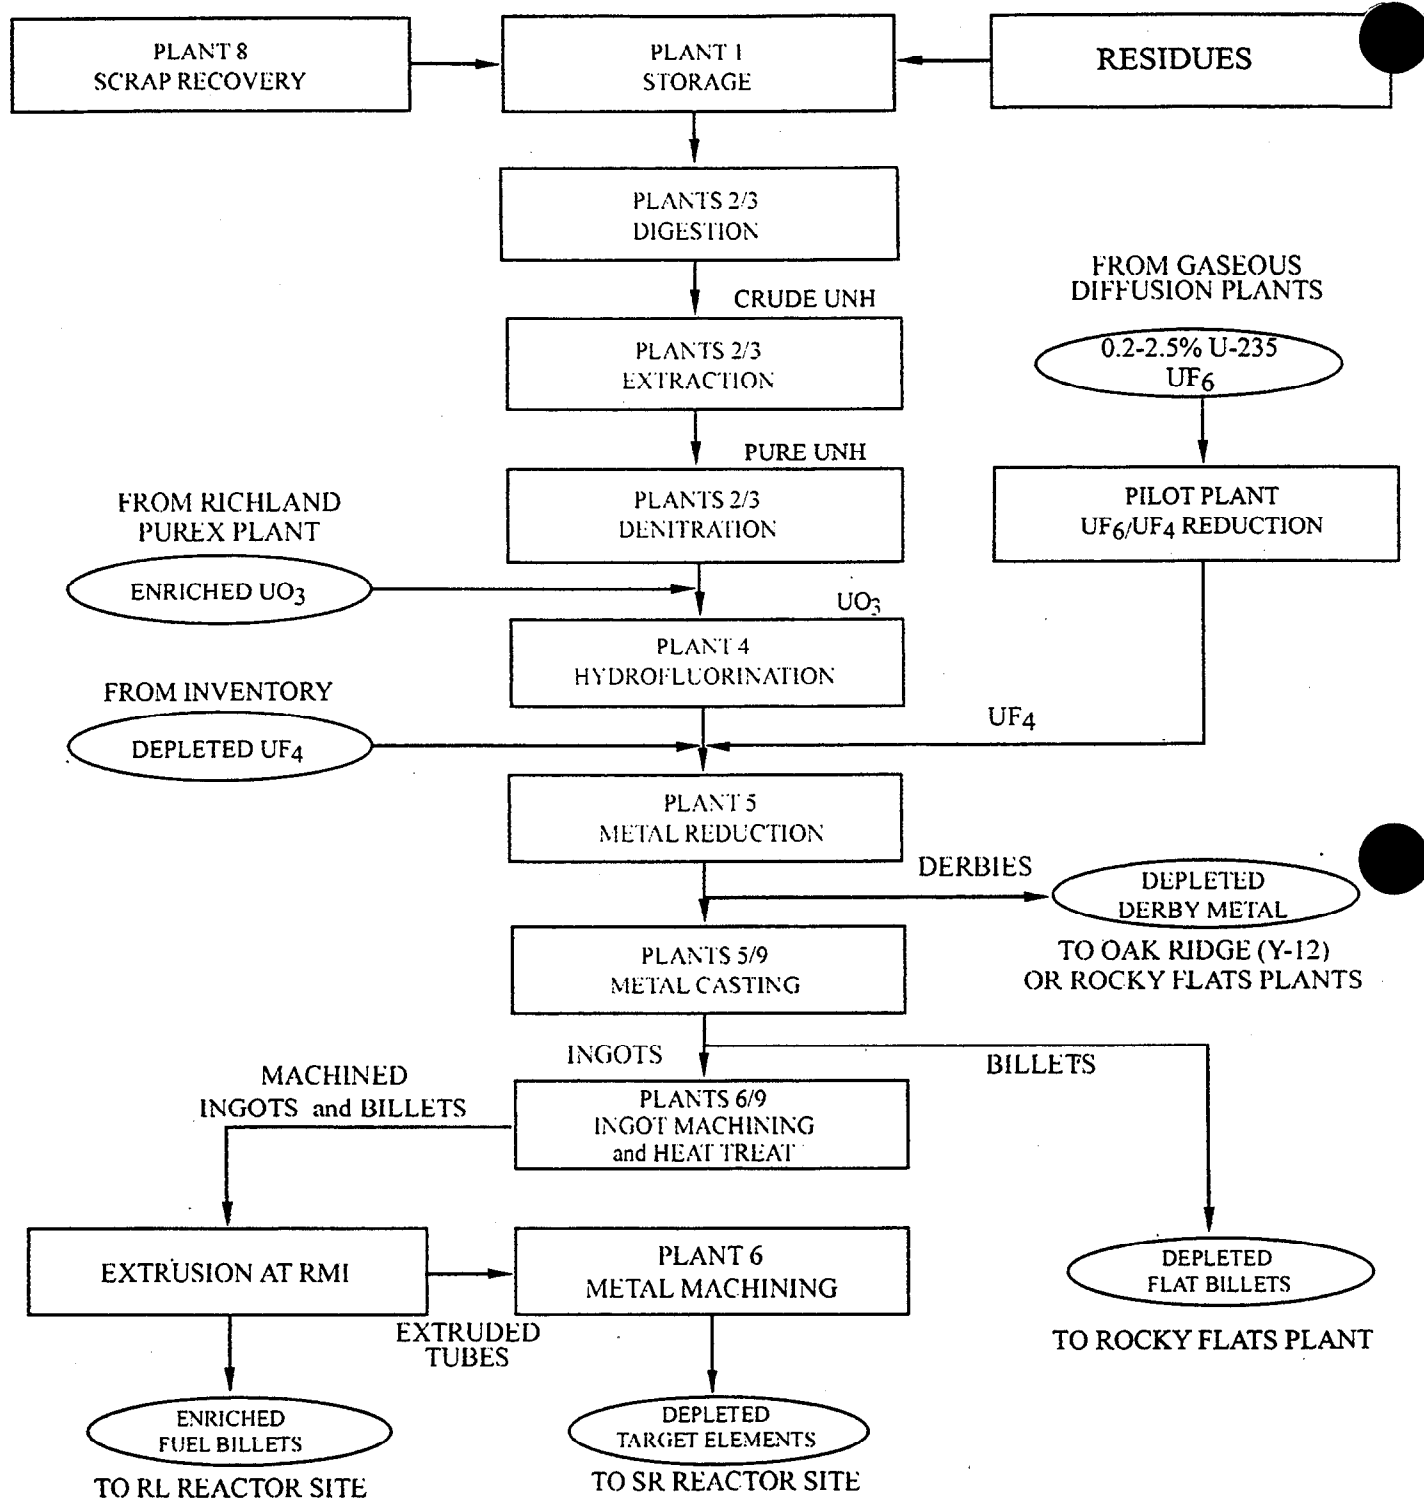 PLANT 8
SCRAP RECOVERY
PLANT 1
STORAGE
RESIDUES
PLANTS 2/3
DIGESTION
CRUDE UNH
FROM GASEOUS
DIFFUSION PLANTS
PLANTS 2/3
EXTRACTION
0.2-2.5% U-235
UF6
PURE UNH
FROM RICHLAND
PUREX PLANT
PLANTS 2/3
DENITRATION
PILOT PLANT
UF6/UF4 REDUCTION
ENRICHED UO3
UO3
PLANT 4
HYDROFLUORINATION
FROM INVENTORY
DEPLETED UF4
UF4
PLANT 5
METAL REDUCTION
DERBIES
DEPLETED
DERBY METAL
TO OAK RIDGE (Y-12)
OR ROCKY FLATS PLANTS
PLANTS 5/9
METAL CASTING
INGOTS
BILLETS
MACHINED
INGOTS and BILLETS
PLANTS 6/9
INGOT MACHINING
and HEAT TREAT
EXTRUSION AT RMI
PLANT 6
METAL MACHINING
DEPLETED
FLAT BILLETS
TO ROCKY FLATS PLANT
EXTRUDED
TUBES
ENRICHED
FUEL BILLETS
TO RL REACTOR SITE
DEPLETED
TARGET ELEMENTS
TO SR REACTOR SITE